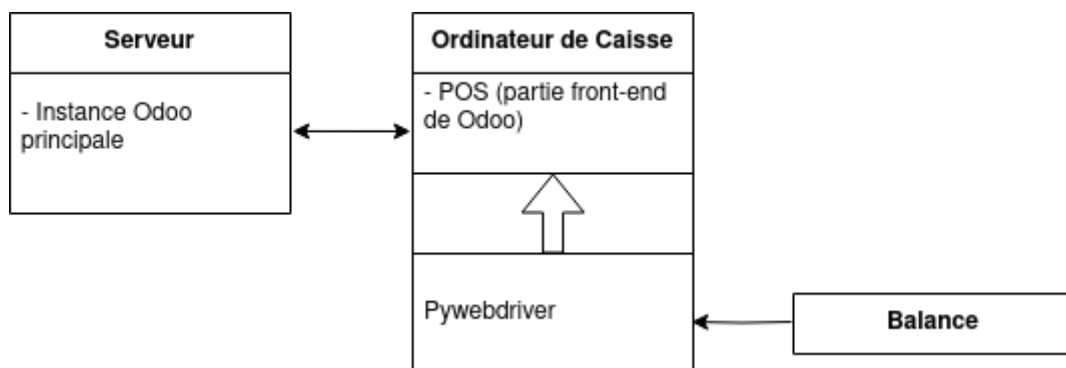 Serveur
- Instance Odoo
principale
Ordinateur de Caisse
- POS (partie front-end
de Odoo)
Pywebdriver
Balance